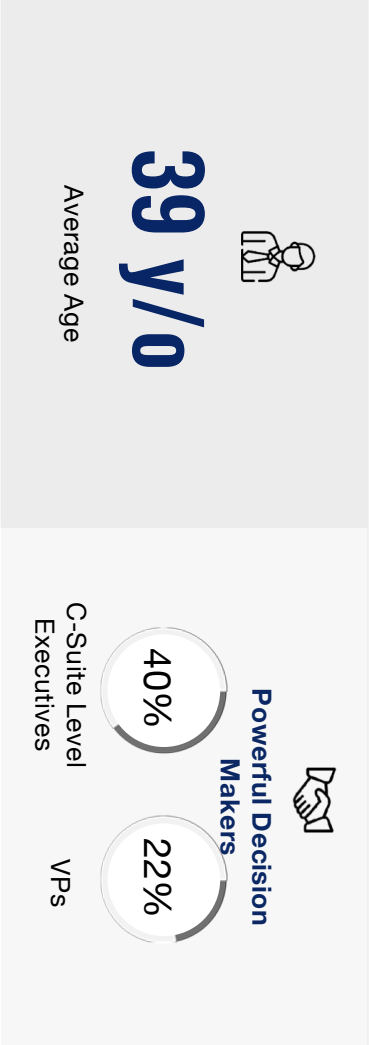 39 y/o
Average Age
Powerful Decision
Makers
40%
22%
C-Suite Level
Executives
VPs